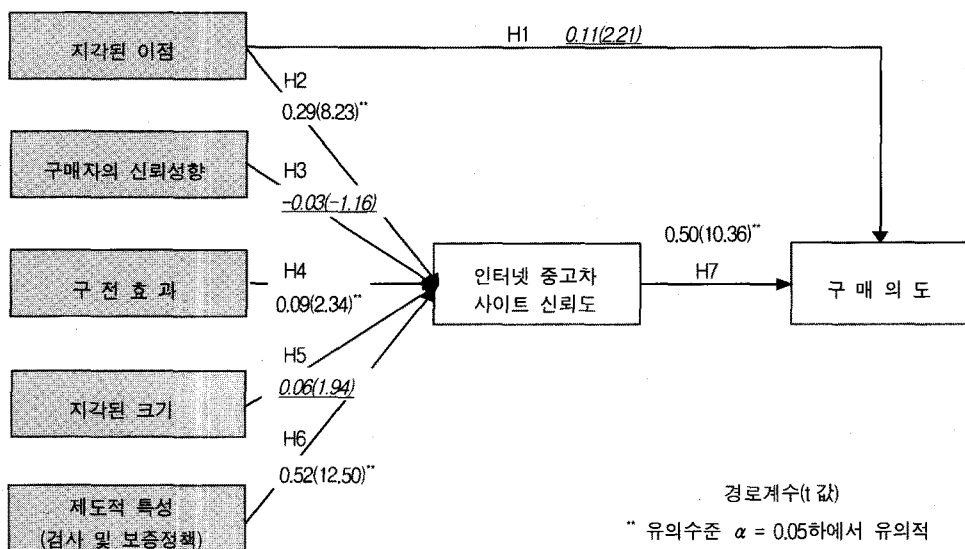 지각된 이점
H1 0.11(2.21)
H2
0.29(8.23)**
구매자의 신뢰성향
H3
-0.03(-1.16)
구 전 효 과
H4
0.09(2.34)**
인터넷 중고차
사이트 신뢰도
0.50(10.36)**
H7
구 매 의 도
H5
0.06(1.94)
지각된 크기
H6
0.52(12.50)**
제도적 특성
(검사 및 보증정책)
경로계수(t 값)
** 유의수준 α = 0.05하에서 유의적